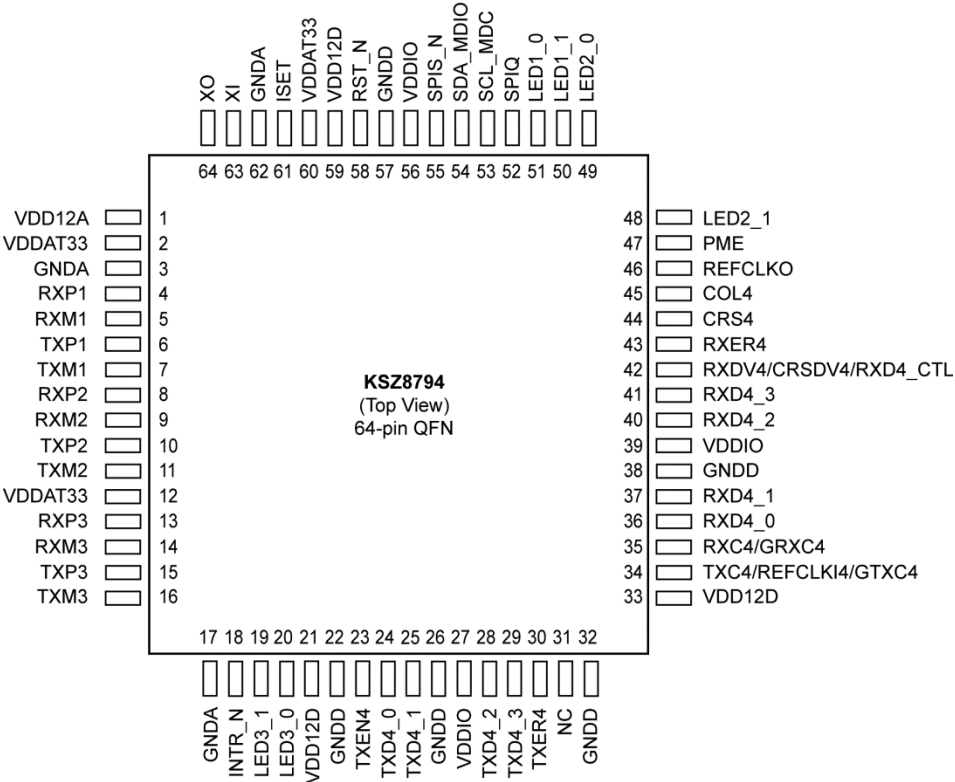 XO
XI
GNDA
ISET
VDDAT33
VDD12D
RST_N
GNDD
VDDIO
SPIS_N
SDA_MDIO
SCL_MDC
SPIQ
LED1_0
LED1_1
LED2_0
64 63 62 61 60 59 58 57 56 55 54 53 52 51 50 49
VDD12A 1
VDDAT33 2
GNDA 3
RXP1 4
RXM1 5
TXP1 6
TXM1 7
RXP2 8
RXM2 9
TXP2 10
TXM2 11
VDDAT33 12
RXP3 13
RXM3 14
TXP3 15
TXM3 16
KSZ8794
(Top View)
64-pin QFN
48 LED2_1
47 PME
46 REFCLKO
45 COL4
44 CRS4
43 RXER4
42 RXDV4/CRSDV4/RXD4_CTL
41 RXD4_3
40 RXD4_2
39 VDDIO
38 GNDD
37 RXD4_1
36 RXD4_0
35 RXC4/GRXC4
34 TXC4/REFCLKI4/GTXC4
33 VDD12D
17 18 19 20 21 22 23 24 25 26 27 28 29 30 31 32
GNDA
INTR_N
LED3_1
LED3_0
VDD12D
GNDD
TXEN4
TXD4_0
TXD4_1
GNDD
VDDIO
TXD4_2
TXD4_3
TXER4
NC
GNDD